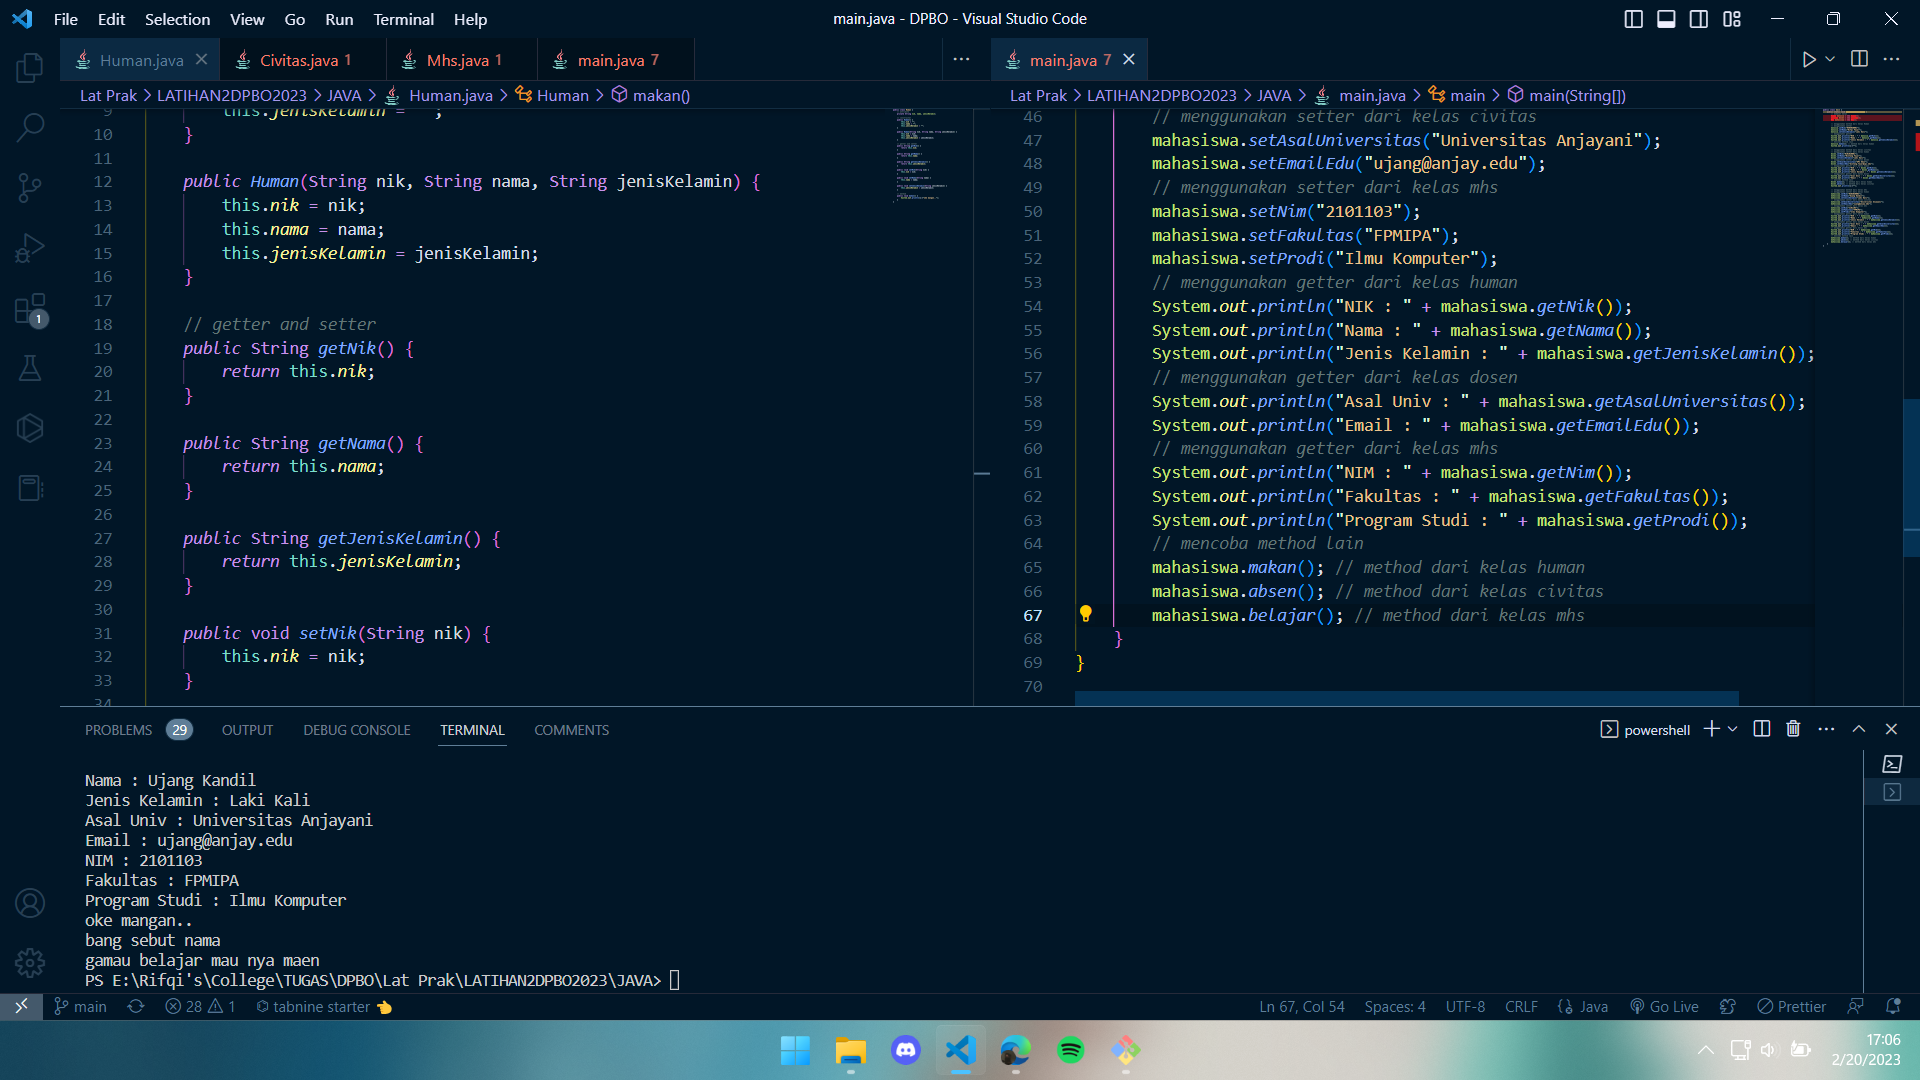 File Edit Selection View Go Run Terminal Help
main.java - DPBO - Visual Studio Code
Human.java
Civitas.java 1
Mhs.java 1
main.java 7
main.java 7
Lat Prak > LATIHAN2DPBO2023 > JAVA > Human.java > Human > makan()
9 this.jenisKelamin = ;
10 }
11
12 public Human(String nik, String nama, String jenisKelamin) {
13 this.nik = nik;
14 this.nama = nama;
15 this.jenisKelamin = jenisKelamin;
16 }
17
18 // getter and setter
19 public String getNik() {
20 return this.nik;
21 }
22
23 public String getNama() {
24 return this.nama;
25 }
26
27 public String getJenisKelamin() {
28 return this.jenisKelamin;
29 }
30
31 public void setNik(String nik) {
32 this.nik = nik;
33 }
34
Lat Prak > LATIHAN2DPBO2023 > JAVA > main.java > main > main(String[])
46 // menggunakan setter dari kelas civitas
47 mahasiswa.setAsalUniversitas("Universitas Anjayani");
48 mahasiswa.setEmailEdu("ujang@anjay.edu");
49 // menggunakan setter dari kelas mhs
50 mahasiswa.setNim("2101103");
51 mahasiswa.setFakultas("FPMIPA");
52 mahasiswa.setProdi("Ilmu Komputer");
53 // menggunakan getter dari kelas human
54 System.out.println("NIK : " + mahasiswa.getNik());
55 System.out.println("Nama : " + mahasiswa.getNama());
56 System.out.println("Jenis Kelamin : " + mahasiswa.getJenisKelamin());
57 // menggunakan getter dari kelas dosen
58 System.out.println("Asal Univ : " + mahasiswa.getAsalUniversitas());
59 System.out.println("Email : " + mahasiswa.getEmailEdu());
60 // menggunakan getter dari kelas mhs
61 System.out.println("NIM : " + mahasiswa.getNim());
62 System.out.println("Fakultas : " + mahasiswa.getFakultas());
63 System.out.println("Program Studi : " + mahasiswa.getProdi());
64 // mencoba method lain
65 mahasiswa.makan(); // method dari kelas human
66 mahasiswa.absen(); // method dari kelas civitas
67 mahasiswa.belajar(); // method dari kelas mhs
68 }
69 }
70
1
PROBLEMS 29 OUTPUT DEBUG CONSOLE TERMINAL COMMENTS
powershell
Nama : Ujang Kandil
Jenis Kelamin : Laki Kali
Asal Univ : Universitas Anjayani
Email : ujang@anjay.edu
NIM : 2101103
Fakultas : FPMIPA
Program Studi : Ilmu Komputer
oke mangan..
bang sebut nama
gamau belajar mau nya maen
PS E:\Rifqi's\College\TUGAS\DPBO\Lat Prak\LATIHAN2DPBO2023\JAVA>
main 28 1 tabnine starter
Ln 67, Col 54 Spaces: 4 UTF-8 CRLF Java Go Live Prettier
17:06
2/20/2023